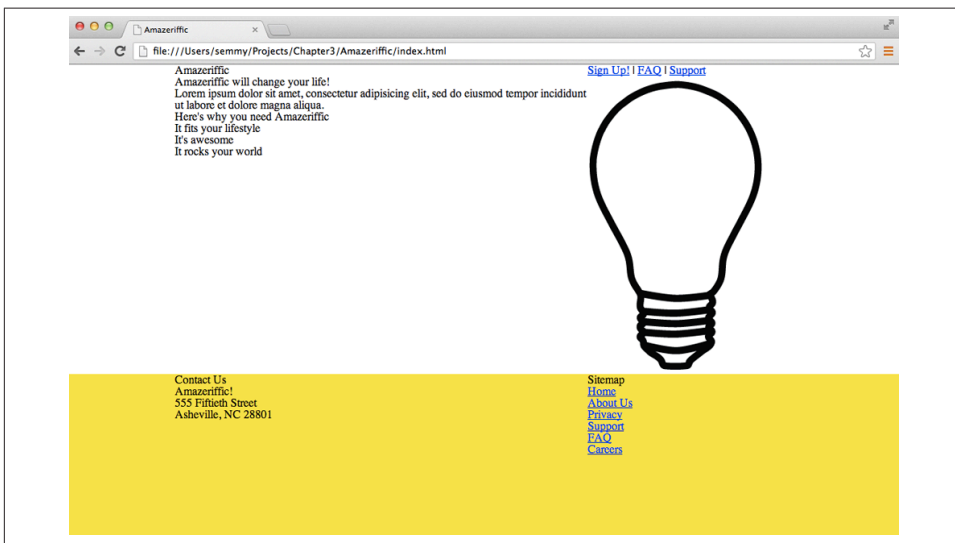 Amazeriffic
file:///Users/semmy/Projects/Chapter3/Amazeriffic/index.html
Amazeriffic
Sign Up! | FAQ | Support
Amazeriffic will change your life!
Lorem ipsum dolor sit amet, consectetur adipisicing elit, sed do eiusmod tempor incididunt
ut labore et dolore magna aliqua.
Here's why you need Amazeriffic
It fits your lifestyle
It's awesome
It rocks your world
Contact Us
Amazeriffic!
555 Fiftieth Street
Asheville, NC 28801
Sitemap
Home
About Us
Privacy
Support
FAQ
Careers